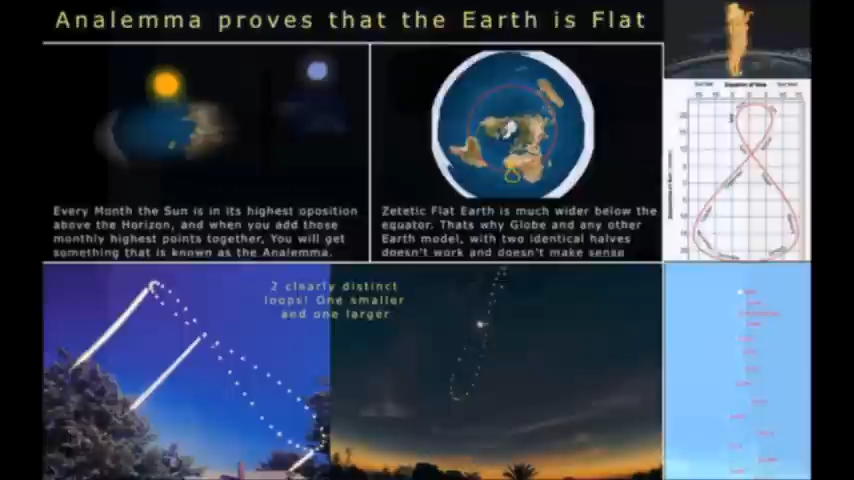 Analemma proves that the Earth is Flat
Every Month the Sun is in its highest oposition
above the Horizon, and when you add those
monthly highest points together, You will get
something that is known as the Analemma.
Zetetic Flat Earth is much wider below the
equator. Thats why Globe and any other
Earth model, with two identical halves
doesn't work and doesn't make sense
2 clearly distinct
loops! One smaller
and one larger